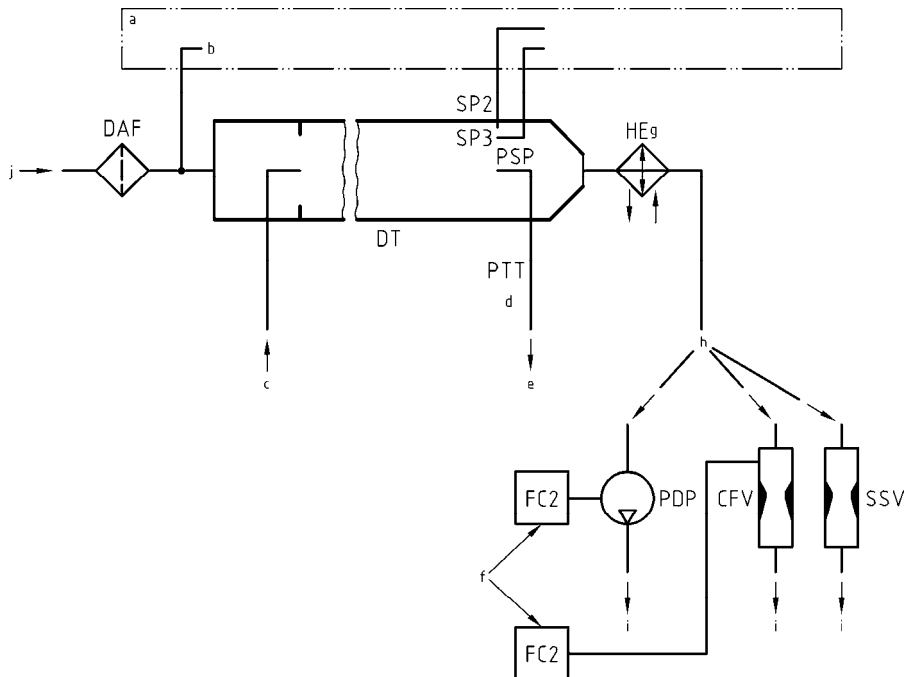 a
b
SP2
DAF
SP3
HEg
PSP
j
DT
PTT
d
h
c
e
FC2
PDP
CFV
SSV
f
i
i
i
FC2